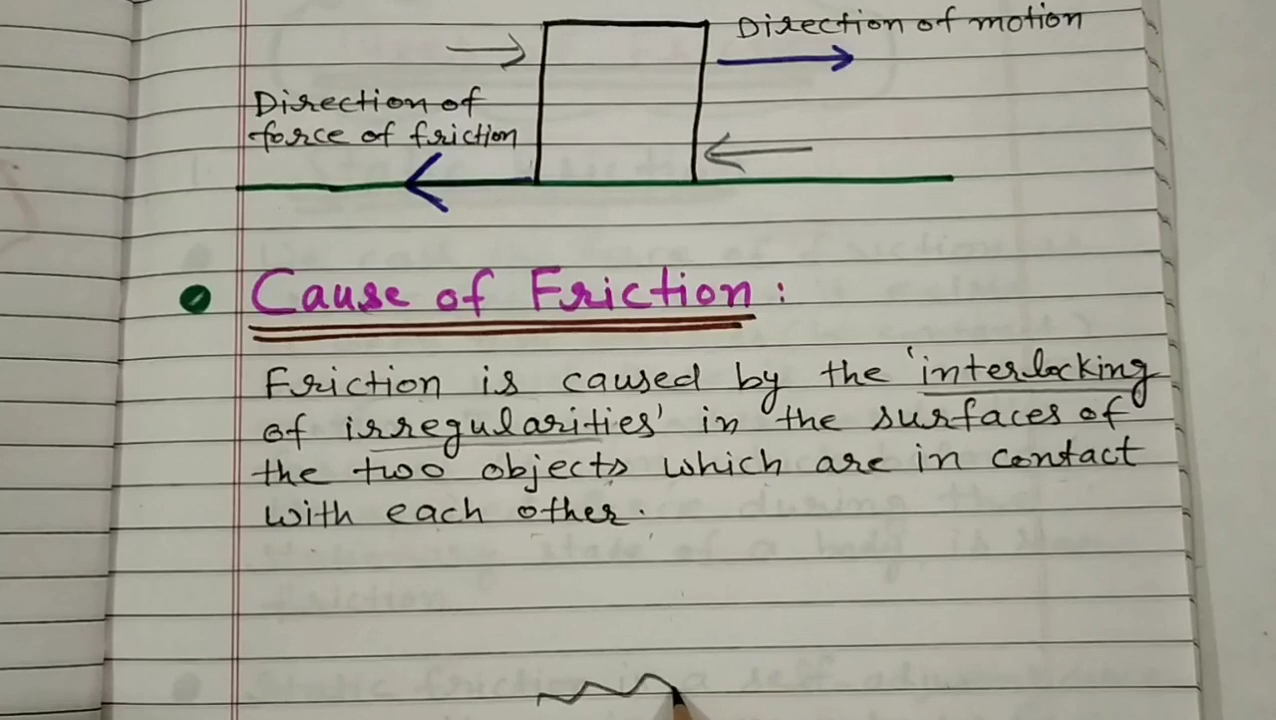 Direction of motion
Direction of
force of friction
Cause of Friction :
Friction is caused by the 'interlocking
of irregularities' in the surfaces of
the two objects which are in contact
with each other.